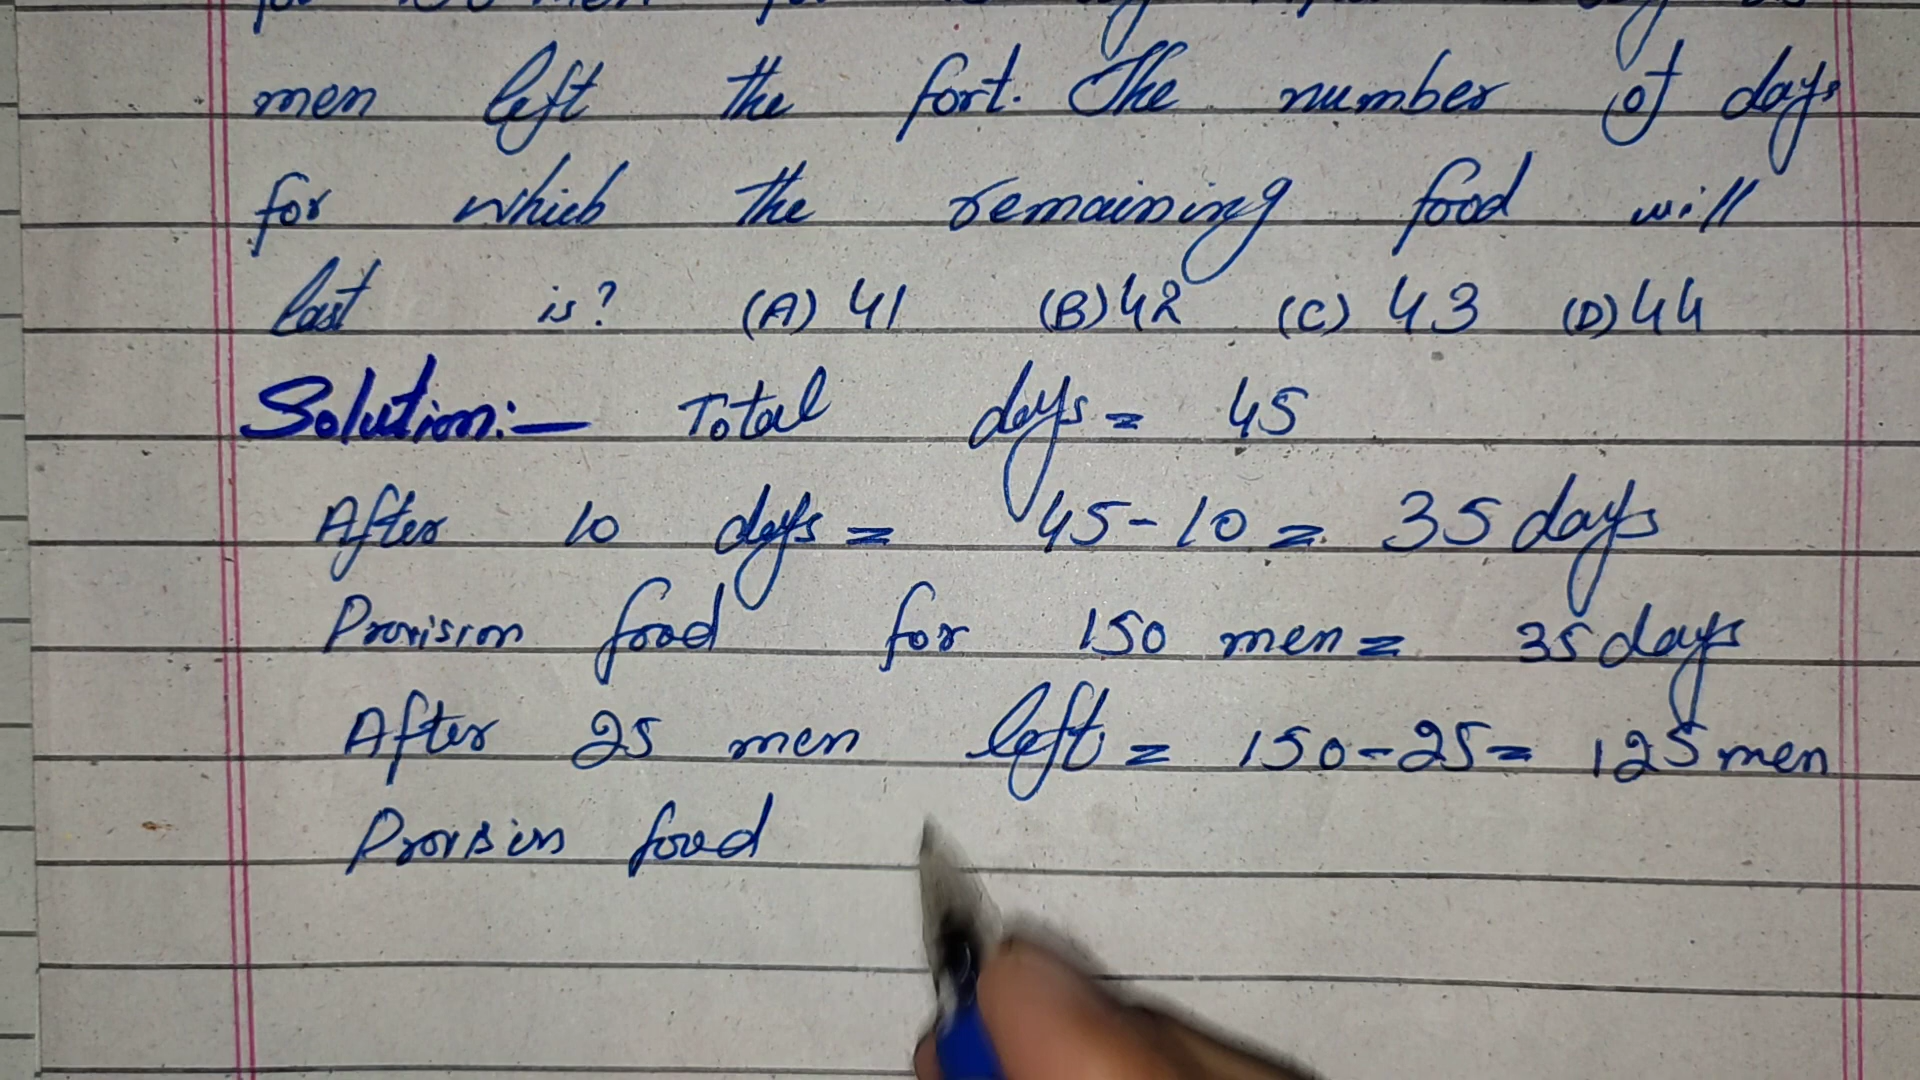 men left the fort. The number of days
for which the remaining food will
last is? (A) 41 (B) 42 (C) 43 (D) 44
Solution:- Total days = 45
After 10 days = 45-10 = 35 days
Provision food for 150 men = 35 days
After 25 men left = 150-25 = 125 men
Provision food